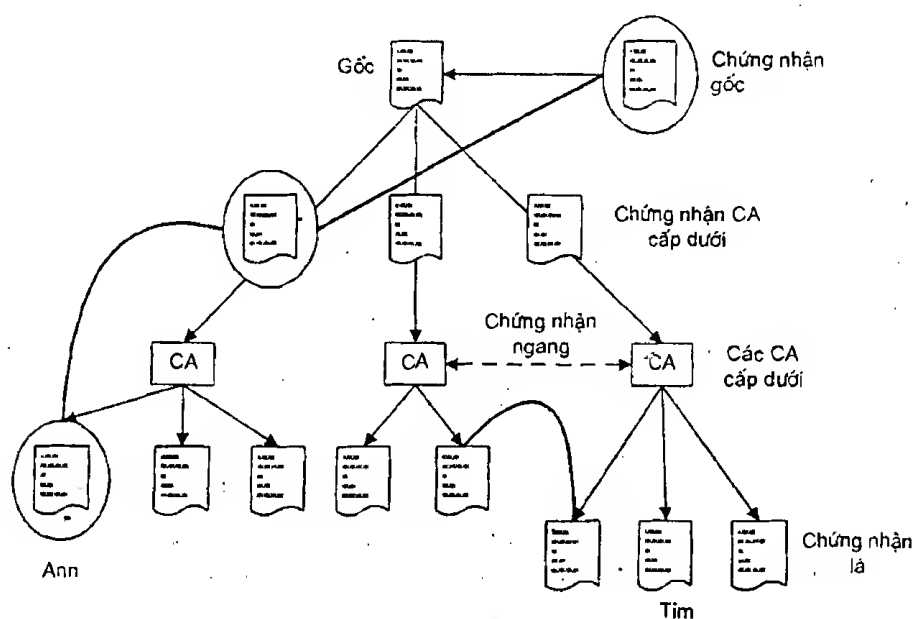 Gốc
Chứng nhận
gốc
Chứng nhận CA
cấp dưới
Chứng nhận
ngang
CA
CA
CA
Các CA
cấp dưới
Chứng nhận
lá
Ann
Tim